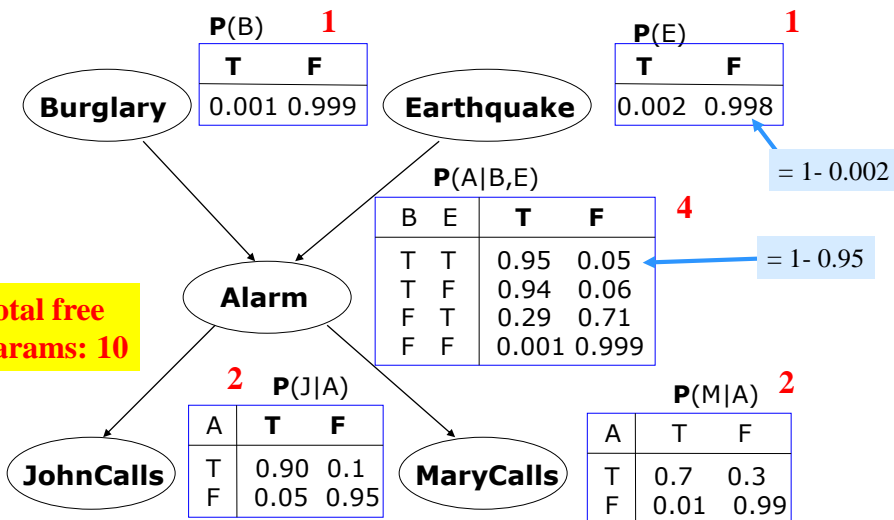 P(B) 1
T F
0.001 0.999
Burglary
Earthquake
P(E) 1
T F
0.002 0.998
= 1- 0.002
P(A|B,E)
4
B E T F
T T 0.95 0.05
T F 0.94 0.06
F T 0.29 0.71
F F 0.001 0.999
= 1- 0.95
Alarm
otal free
arams: 10
2 P(J|A)
A T F
T 0.90 0.1
F 0.05 0.95
JohnCalls
MaryCalls
P(M|A) 2
A T F
T 0.7 0.3
F 0.01 0.99